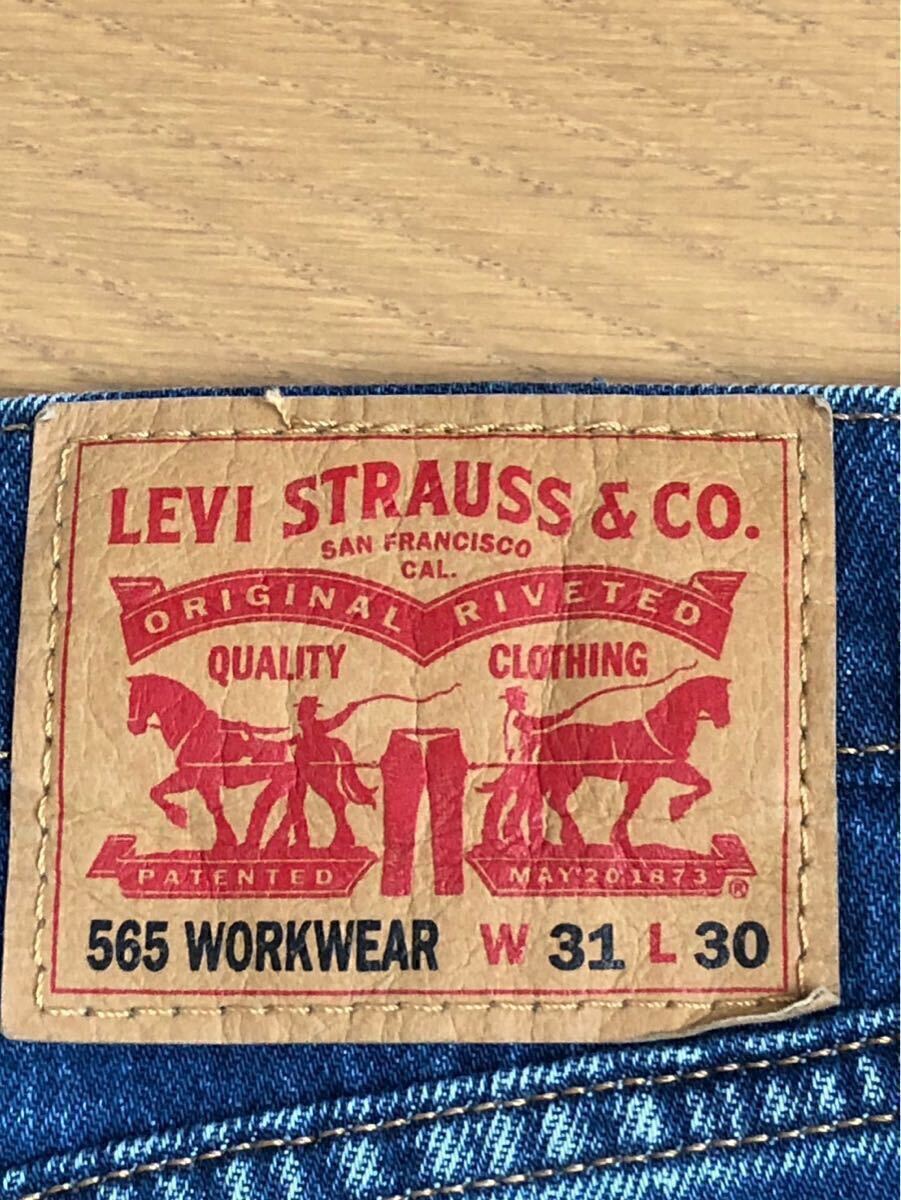 LEVI STRAUSS & CO.
SAN FRANCISCO
CAL.
ORIGINAL RIVETED
QUALITY CLOTHING
PATENTED MAY 20 1873 ®
565 WORKWEAR W 31 L 30